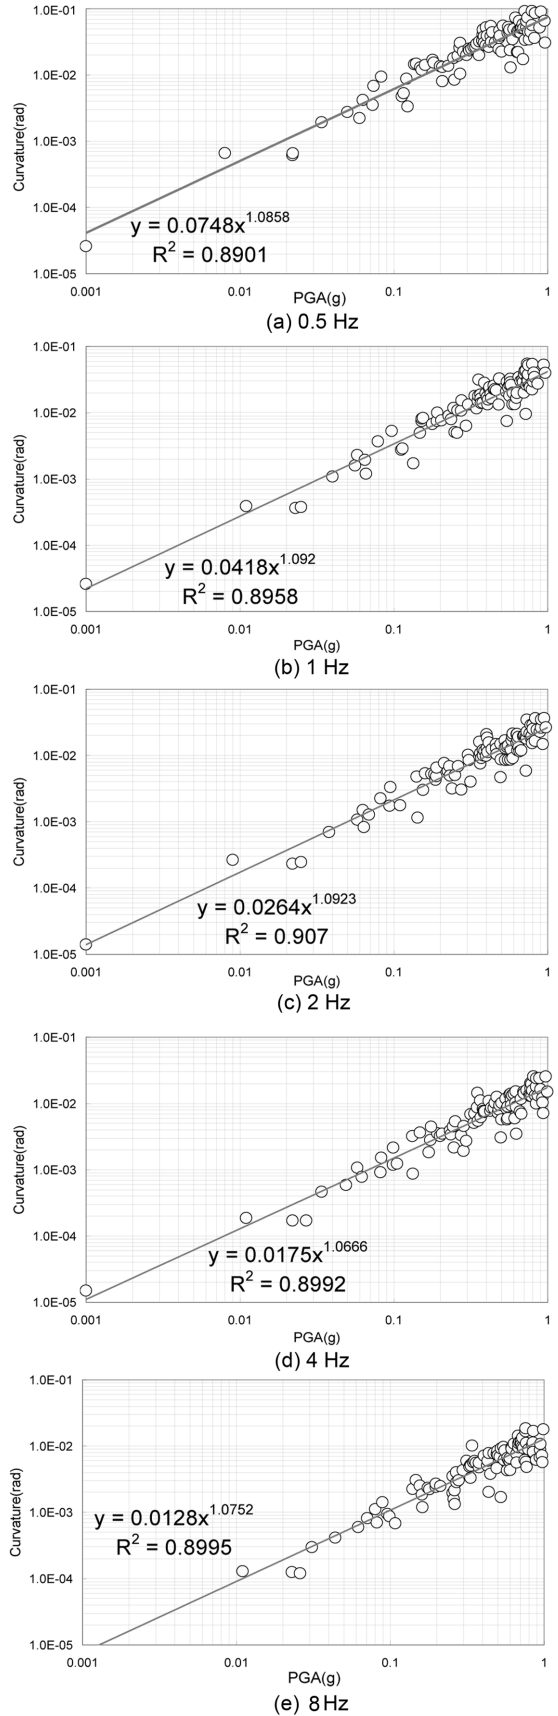 1.0E-01
1.0E-02
1.0E-03
1.0E-04
1.0E-05
Curvature(rad)
y = 0.0748x^1.0858
R² = 0.8901
0.001 0.01 0.1 1
PGA(g)
(a) 0.5 Hz
1.0E-01
1.0E-02
1.0E-03
1.0E-04
1.0E-05
Curvature(rad)
y = 0.0418x^1.092
R² = 0.8958
0.001 0.01 0.1 1
PGA(g)
(b) 1 Hz
1.0E-01
1.0E-02
1.0E-03
1.0E-04
1.0E-05
Curvature(rad)
y = 0.0264x^1.0923
R² = 0.907
0.001 0.01 0.1 1
PGA(g)
(c) 2 Hz
1.0E-01
1.0E-02
1.0E-03
1.0E-04
1.0E-05
Curvature(rad)
y = 0.0175x^1.0666
R² = 0.8992
0.001 0.01 0.1 1
PGA(g)
(d) 4 Hz
1.0E-01
1.0E-02
1.0E-03
1.0E-04
1.0E-05
Curvature(rad)
y = 0.0128x^1.0752
R² = 0.8995
0.001 0.01 0.1 1
PGA(g)
(e) 8Hz